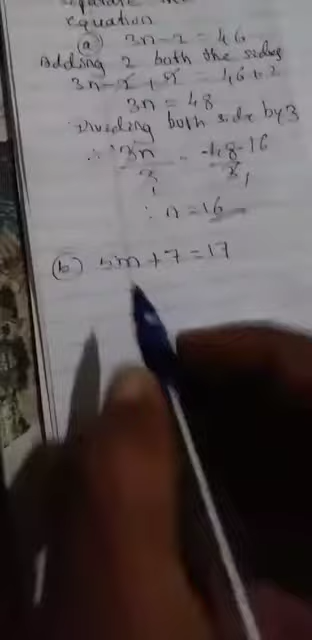 equation
(a) 3n-2 = 46
Adding 2 both the sides
3n-2+2 = 46+2
3n = 48
dividing both side by 3
∴ 3n/3 = 48/3 16
∴ n = 16
(b) 5m+7=17